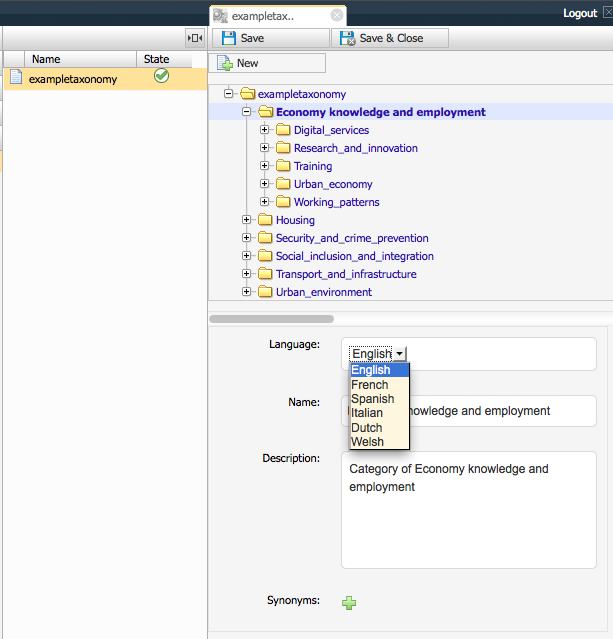 exampletax..
Logout
Save
Save & Close
Name
State
New
exampletaxonomy
exampletaxonomy
Economy knowledge and employment
Digital_services
Research_and_innovation
Training
Urban_economy
Working_patterns
Housing
Security_and_crime_prevention
Social_inclusion_and_integration
Transport_and_infrastructure
Urban_environment
Language:
English
English
French
Spanish
Italian
Dutch
Welsh
Name:
nowledge and employment
Description:
Category of Economy knowledge and
employment
Synonyms: